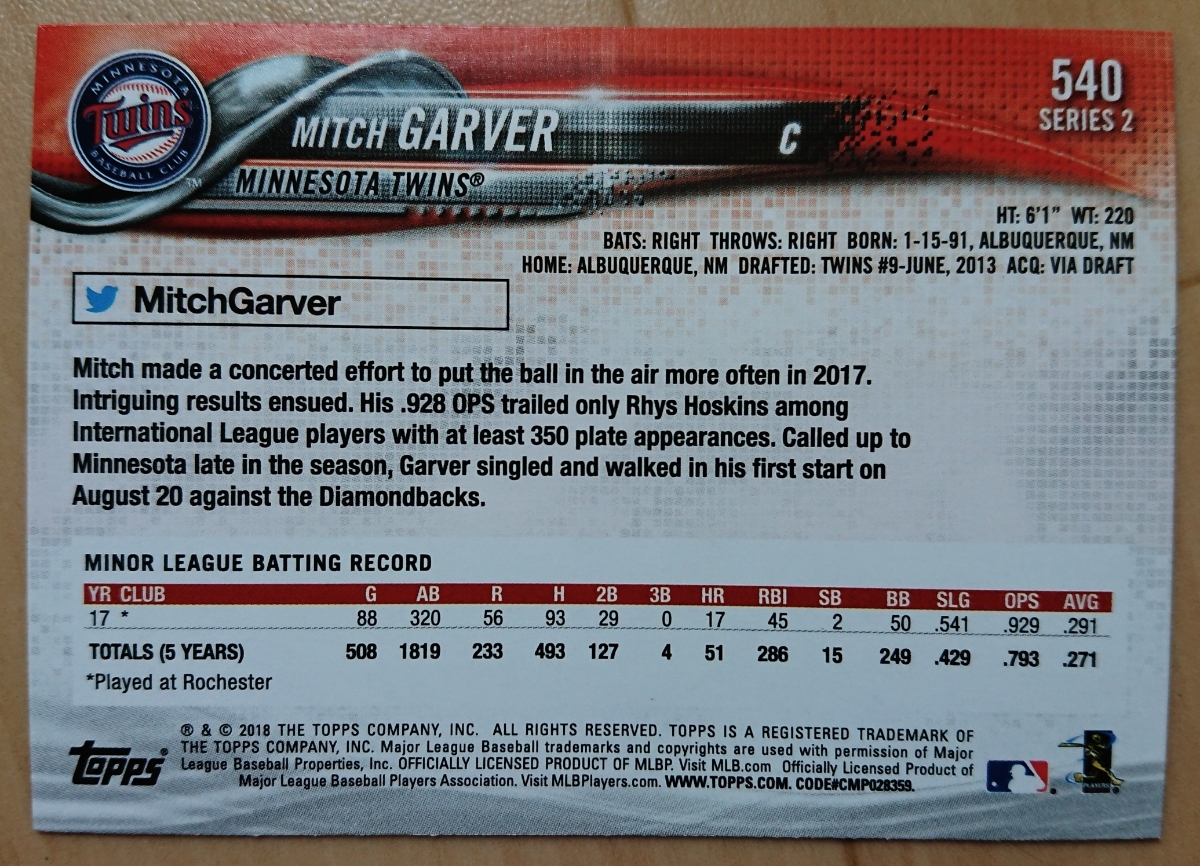 MINNESOTA
Twins
BASEBALL CLUB
TM
540
SERIES 2
MITCH GARVER C
MINNESOTA TWINS®
HT: 6'1" WT: 220
BATS: RIGHT THROWS: RIGHT BORN: 1-15-91, ALBUQUERQUE, NM
HOME: ALBUQUERQUE, NM DRAFTED: TWINS #9-JUNE, 2013 ACQ: VIA DRAFT
MitchGarver
Mitch made a concerted effort to put the ball in the air more often in 2017.
Intriguing results ensued. His .928 OPS trailed only Rhys Hoskins among
International League players with at least 350 plate appearances. Called up to
Minnesota late in the season, Garver singled and walked in his first start on
August 20 against the Diamondbacks.
MINOR LEAGUE BATTING RECORD
YR CLUB G AB R H 2B 3B HR RBI SB BB SLG OPS AVG
17 * 88 320 56 93 29 0 17 45 2 50 .541 .929 .291
TOTALS (5 YEARS) 508 1819 233 493 127 4 51 286 15 249 .429 .793 .271
*Played at Rochester
Topps®
® & © 2018 THE TOPPS COMPANY, INC. ALL RIGHTS RESERVED. TOPPS IS A REGISTERED TRADEMARK OF
THE TOPPS COMPANY, INC. Major League Baseball trademarks and copyrights are used with permission of Major
League Baseball Properties, Inc. OFFICIALLY LICENSED PRODUCT OF MLBP. Visit MLB.com Officially Licensed Product of
Major League Baseball Players Association. Visit MLBPlayers.com. WWW.TOPPS.COM. CODE#CMP028359.
PLAYERS